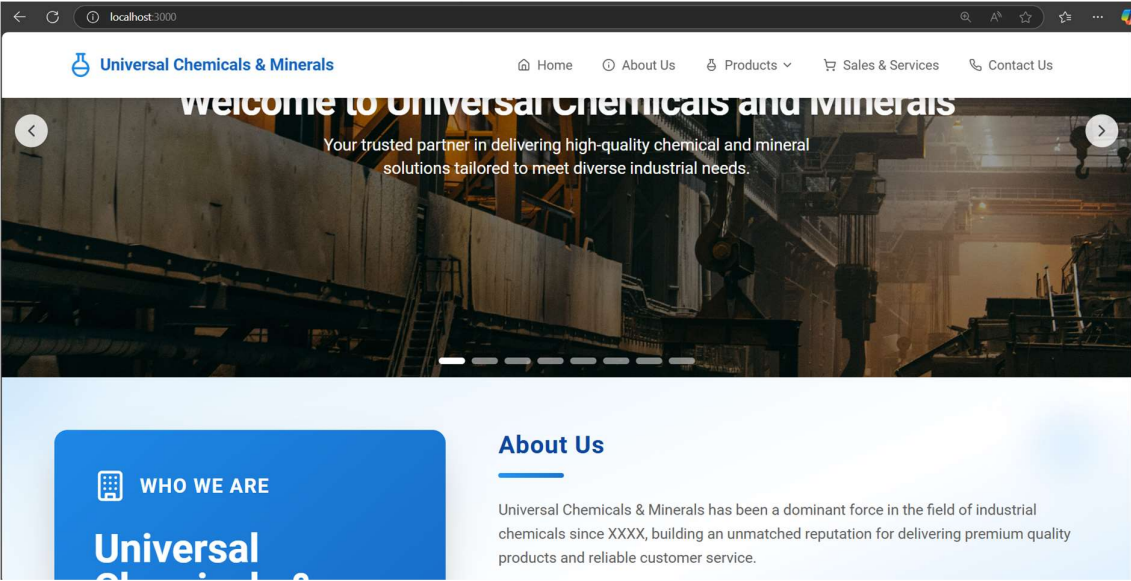 localhost:3000
Universal Chemicals & Minerals
Home
About Us
Products
Sales & Services
Contact Us
Welcome to Universal Chemicals and Minerals
Your trusted partner in delivering high-quality chemical and mineral
solutions tailored to meet diverse industrial needs.
WHO WE ARE
Universal
Chemicals &
About Us
Universal Chemicals & Minerals has been a dominant force in the field of industrial
chemicals since XXXX, building an unmatched reputation for delivering premium quality
products and reliable customer service.